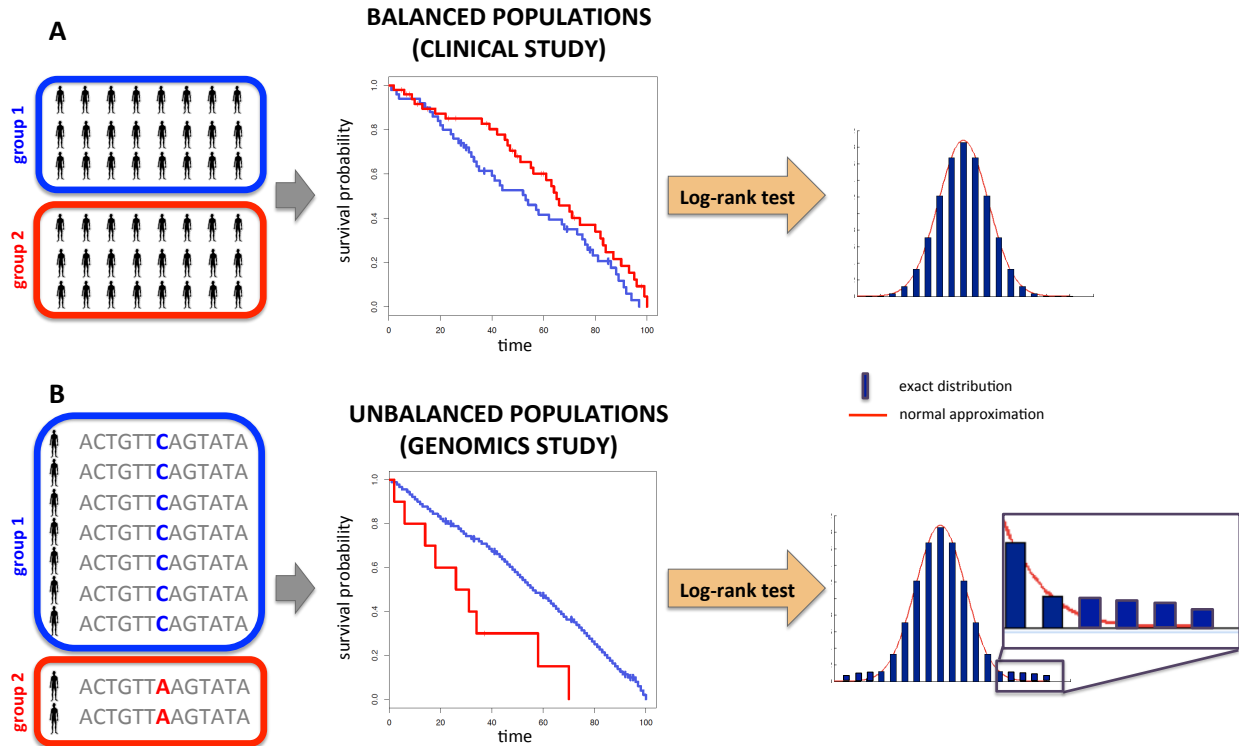 A
BALANCED POPULATIONS
(CLINICAL STUDY)
group 1
group 2
survival probability
1.0
0.8
0.6
0.4
0.2
0.0
0 20 40 60 80 100
time
Log-rank test
exact distribution
normal approximation
B
UNBALANCED POPULATIONS
(GENOMICS STUDY)
group 1
ACTGTTCAGTATA
ACTGTTCAGTATA
ACTGTTCAGTATA
ACTGTTCAGTATA
ACTGTTCAGTATA
ACTGTTCAGTATA
ACTGTTCAGTATA
group 2
ACTGTTAAGTATA
ACTGTTAAGTATA
survival probability
1.0
0.8
0.6
0.4
0.2
0.0
0 20 40 60 80 100
time
Log-rank test